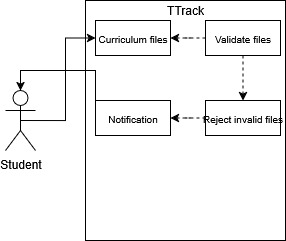 TTrack
Curriculum files
Validate files
Notification
Reject invalid files
Student